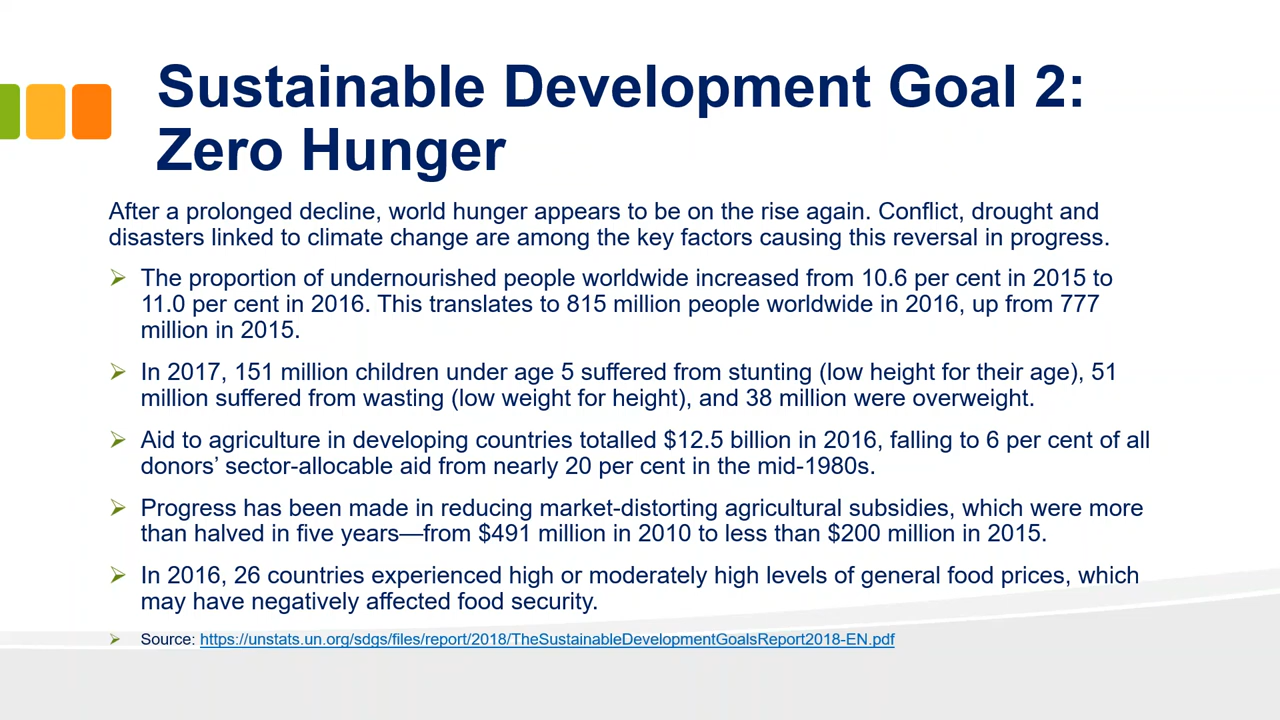 Sustainable Development Goal 2:
Zero Hunger
After a prolonged decline, world hunger appears to be on the rise again. Conflict, drought and
disasters linked to climate change are among the key factors causing this reversal in progress.
The proportion of undernourished people worldwide increased from 10.6 per cent in 2015 to
11.0 per cent in 2016. This translates to 815 million people worldwide in 2016, up from 777
million in 2015.
In 2017, 151 million children under age 5 suffered from stunting (low height for their age), 51
million suffered from wasting (low weight for height), and 38 million were overweight.
Aid to agriculture in developing countries totalled $12.5 billion in 2016, falling to 6 per cent of all
donors’ sector-allocable aid from nearly 20 per cent in the mid-1980s.
Progress has been made in reducing market-distorting agricultural subsidies, which were more
than halved in five years—from $491 million in 2010 to less than $200 million in 2015.
In 2016, 26 countries experienced high or moderately high levels of general food prices, which
may have negatively affected food security.
Source: https://unstats.un.org/sdgs/files/report/2018/TheSustainableDevelopmentGoalsReport2018-EN.pdf